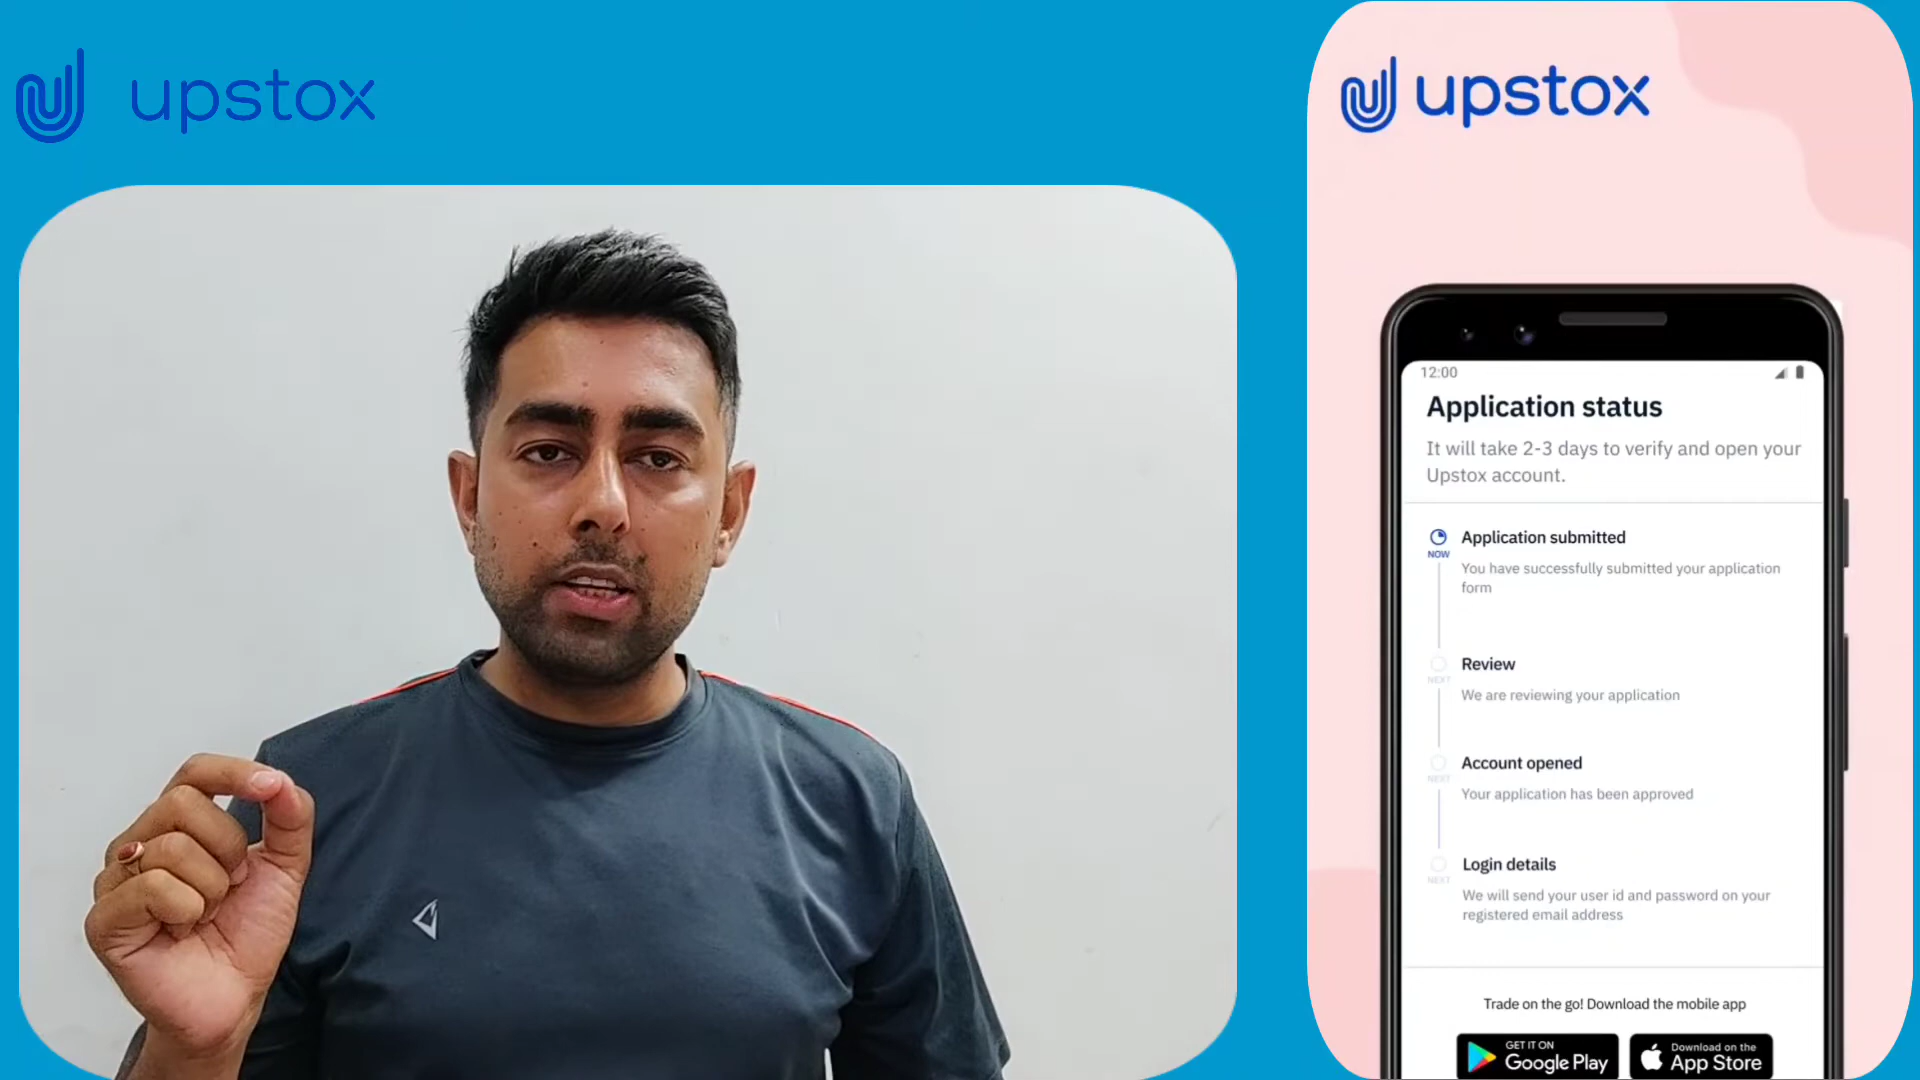 upstox
upstox
12:00
Application status
It will take 2-3 days to verify and open your
Upstox account.
Application submitted
NOW
You have successfully submitted your application
form
Review
NEXT
We are reviewing your application
Account opened
NEXT
Your application has been approved
Login details
NEXT
We will send your user id and password on your
registered email address
Trade on the go! Download the mobile app
GET IT ON
Google Play
Download on the
App Store